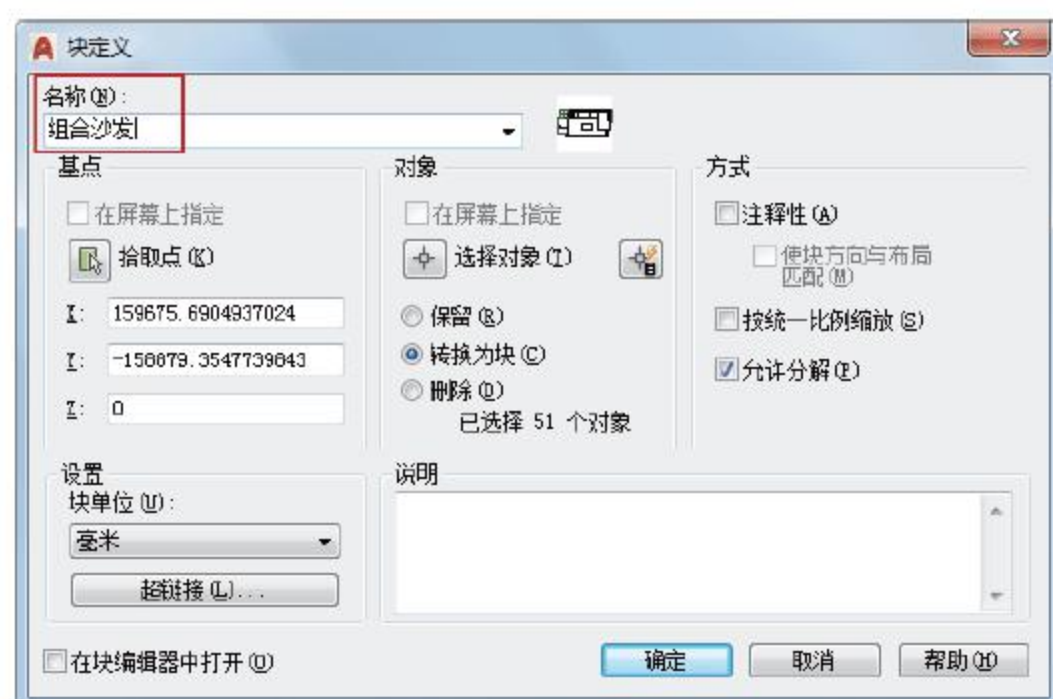 块定义
名称(N):
组合沙发
基点
在屏幕上指定
拾取点(K)
X: 159675.6904937024
Y: -158879.3547739843
Z: 0
对象
在屏幕上指定
选择对象(T)
保留(R)
转换为块(C)
删除(D)
已选择 51 个对象
方式
注释性(A)
使块方向与布局
匹配(M)
按统一比例缩放(S)
允许分解(P)
设置
块单位(U):
毫米
超链接(L)...
说明
在块编辑器中打开(O)
确定
取消
帮助(H)